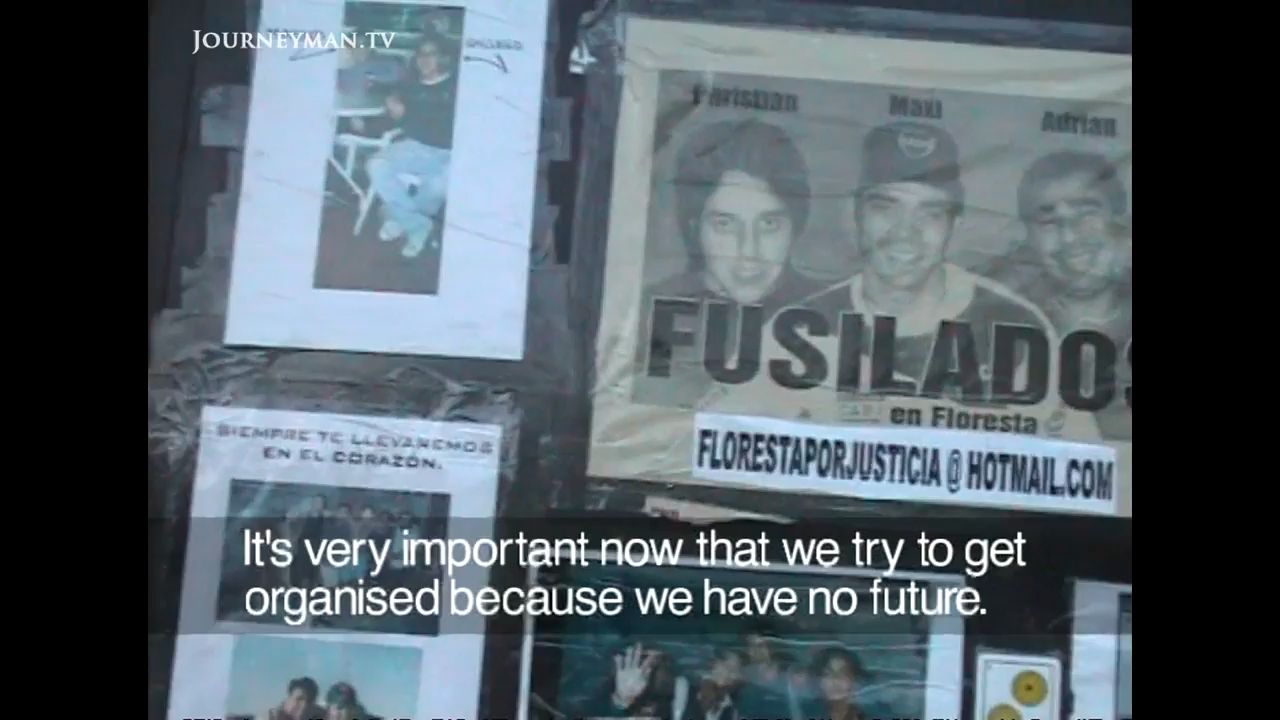 JOURNEYMAN.TV
Christian
Maxi
Adrian
FUSILADOS
en Floresta
FLORESTAPORJUSTICIA@HOTMAIL.COM
SIEMPRE TE LLEVAREMOS
EN EL CORAZÓN.
It's very important now that we try to get
organised because we have no future.